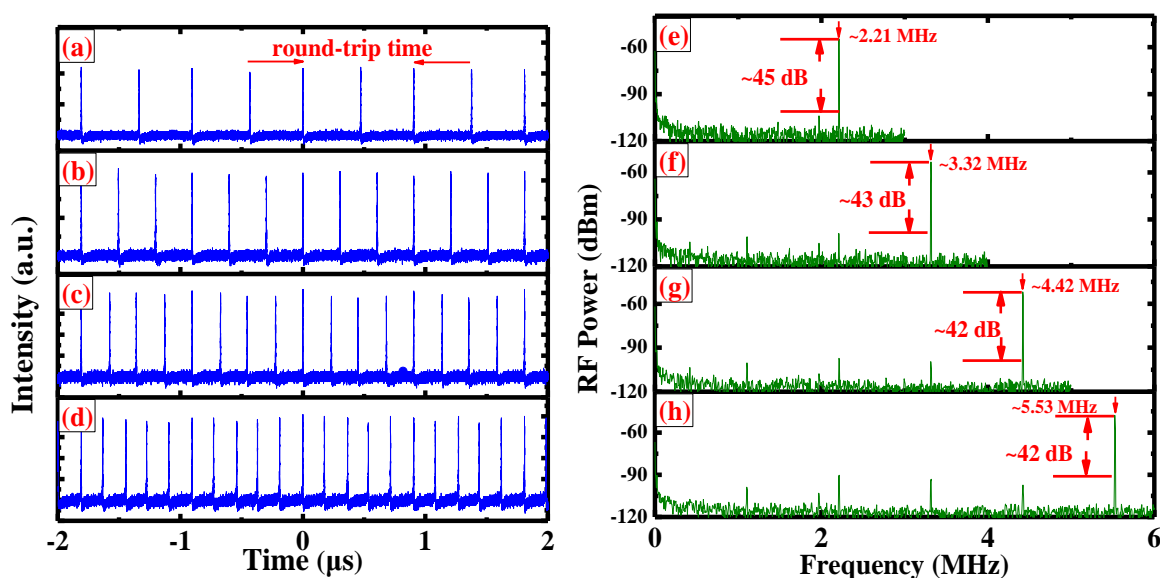 (a)
round-trip time
(b)
(c)
(d)
Intensity (a.u.)
-2 -1 0 1 2
Time (μs)
(e)
~2.21 MHz
~45 dB
-60
-90
-120
(f)
~3.32 MHz
~43 dB
-60
-90
-120
(g)
~4.42 MHz
~42 dB
-60
-90
-120
(h)
~5.53 MHz
~42 dB
-60
-90
-120
RF Power (dBm)
0 2 4 6
Frequency (MHz)